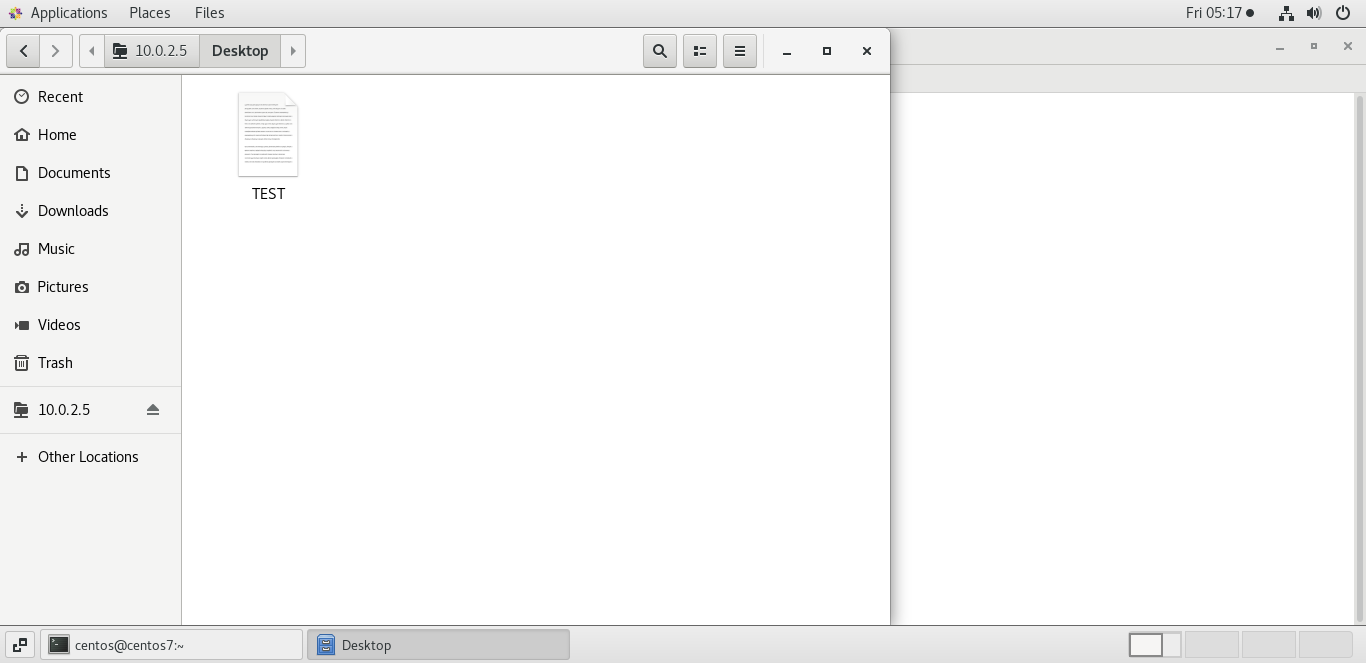 Applications Places Files Fri 05:17
10.0.2.5 Desktop
Recent
Home
Documents
Downloads
Music
Pictures
Videos
Trash
10.0.2.5
Other Locations
TEST
centos@centos7:~ Desktop